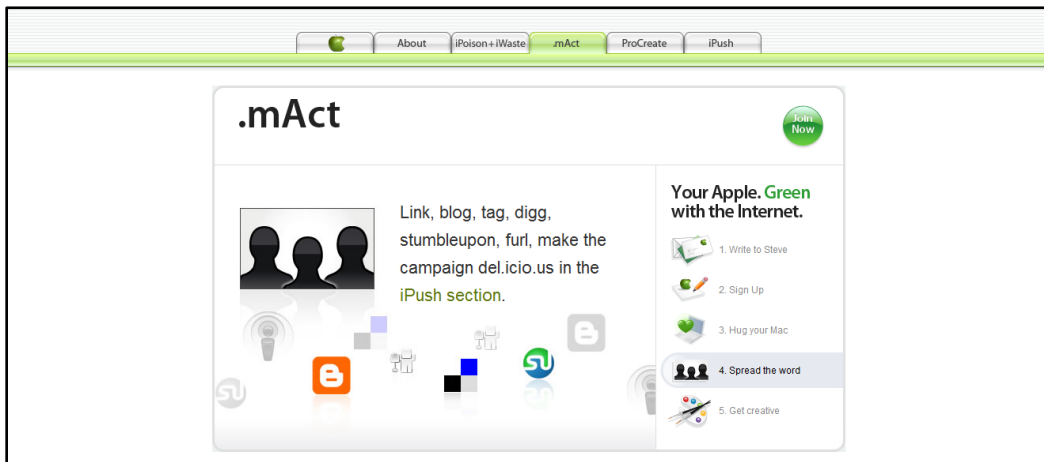 About iPoison+iWaste .mAct ProCreate iPush
.mAct
Join
Now
Link, blog, tag, digg,
stumbleupon, furl, make the
campaign del.icio.us in the
iPush section.
Your Apple. Green
with the Internet.
1. Write to Steve
2. Sign Up
3. Hug your Mac
4. Spread the word
5. Get creative